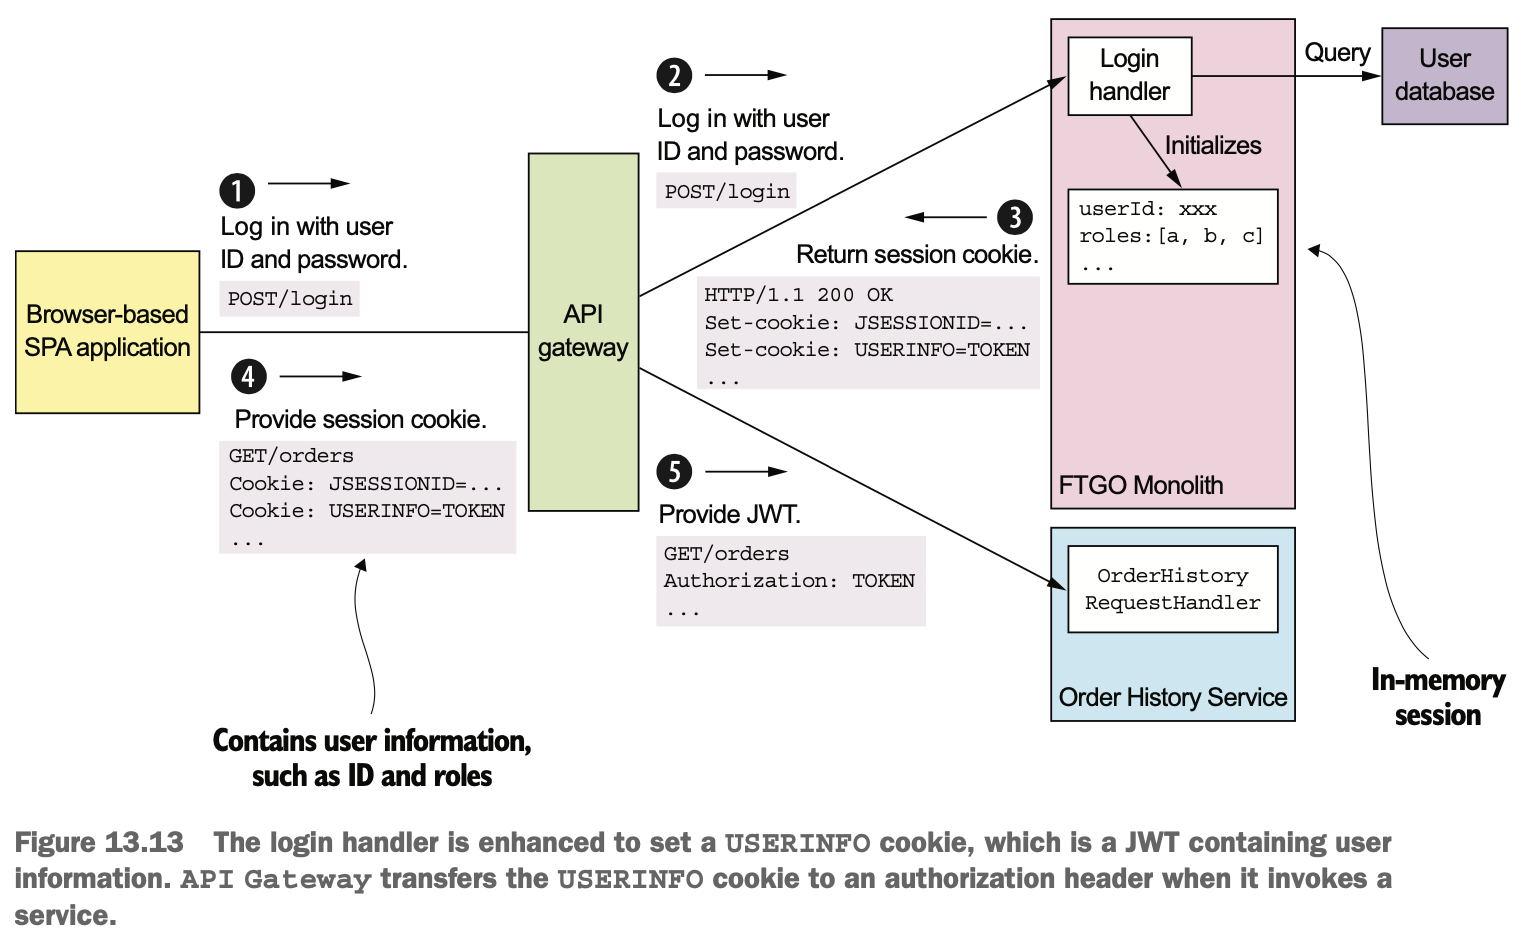 1
Log in with user
ID and password.
POST/login
Browser-based
SPA application
4
Provide session cookie.
GET/orders
Cookie: JSESSIONID=...
Cookie: USERINFO=TOKEN
...
Contains user information,
such as ID and roles
API
gateway
2
Log in with user
ID and password.
POST/login
3
Return session cookie.
HTTP/1.1 200 OK
Set-cookie: JSESSIONID=...
Set-cookie: USERINFO=TOKEN
...
5
Provide JWT.
GET/orders
Authorization: TOKEN
...
Login
handler
Query
User
database
Initializes
userId: xxx
roles:[a, b, c]
...
FTGO Monolith
OrderHistory
RequestHandler
Order History Service
In-memory
session
Figure 13.13 The login handler is enhanced to set a USERINFO cookie, which is a JWT containing user
information. API Gateway transfers the USERINFO cookie to an authorization header when it invokes a
service.